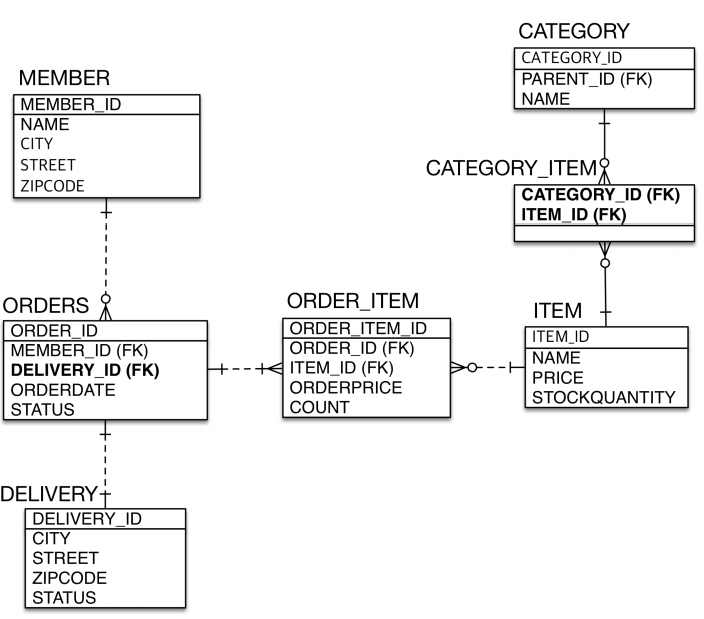 CATEGORY
CATEGORY_ID
PARENT_ID (FK)
NAME
MEMBER
MEMBER_ID
NAME
CITY
STREET
ZIPCODE
CATEGORY_ITEM
CATEGORY_ID (FK)
ITEM_ID (FK)
ORDERS
ORDER_ID
MEMBER_ID (FK)
DELIVERY_ID (FK)
ORDERDATE
STATUS
ORDER_ITEM
ORDER_ITEM_ID
ORDER_ID (FK)
ITEM_ID (FK)
ORDERPRICE
COUNT
ITEM
ITEM_ID
NAME
PRICE
STOCKQUANTITY
DELIVERY
DELIVERY_ID
CITY
STREET
ZIPCODE
STATUS